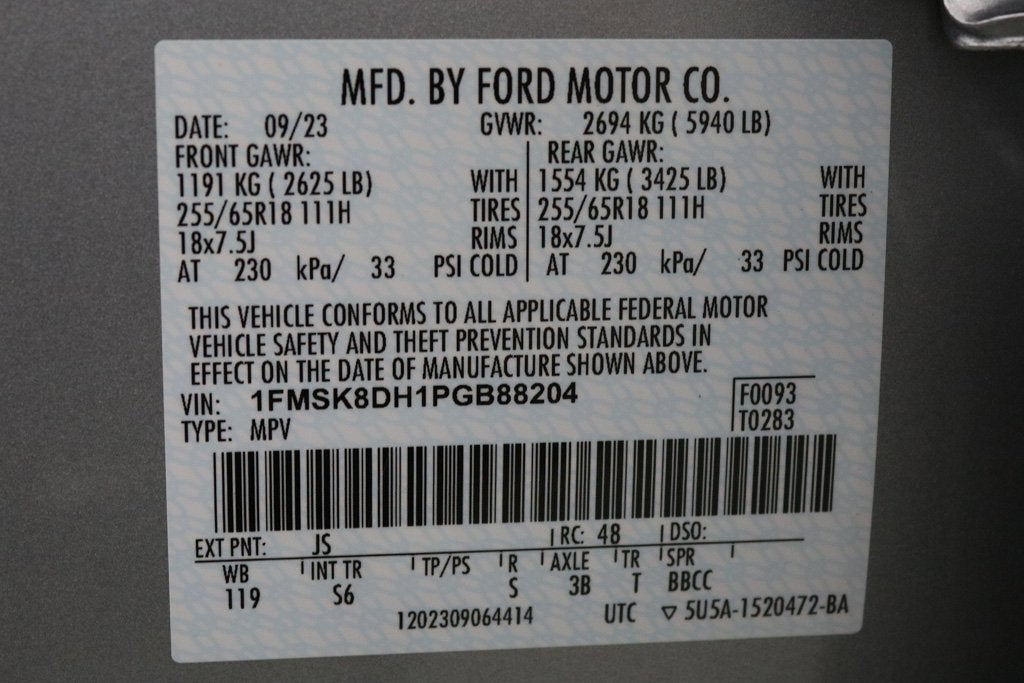 MFD. BY FORD MOTOR CO.
DATE: 09/23 GVWR: 2694 KG ( 5940 LB)
FRONT GAWR: REAR GAWR:
1191 KG ( 2625 LB) WITH 1554 KG ( 3425 LB) WITH
255/65R18 111H TIRES 255/65R18 111H TIRES
18x7.5J RIMS 18x7.5J RIMS
AT 230 kPa/ 33 PSI COLD AT 230 kPa/ 33 PSI COLD
THIS VEHICLE CONFORMS TO ALL APPLICABLE FEDERAL MOTOR
VEHICLE SAFETY AND THEFT PREVENTION STANDARDS IN
EFFECT ON THE DATE OF MANUFACTURE SHOWN ABOVE.
VIN: 1FMSK8DH1PGB88204 F0093
TYPE: MPV T0283
EXT PNT: JS RC: 48 DSO:
WB INT TR TP/PS R AXLE TR SPR
119 S6 S 3B T BBCC
1202309064414 UTC ▽ 5U5A-1520472-BA